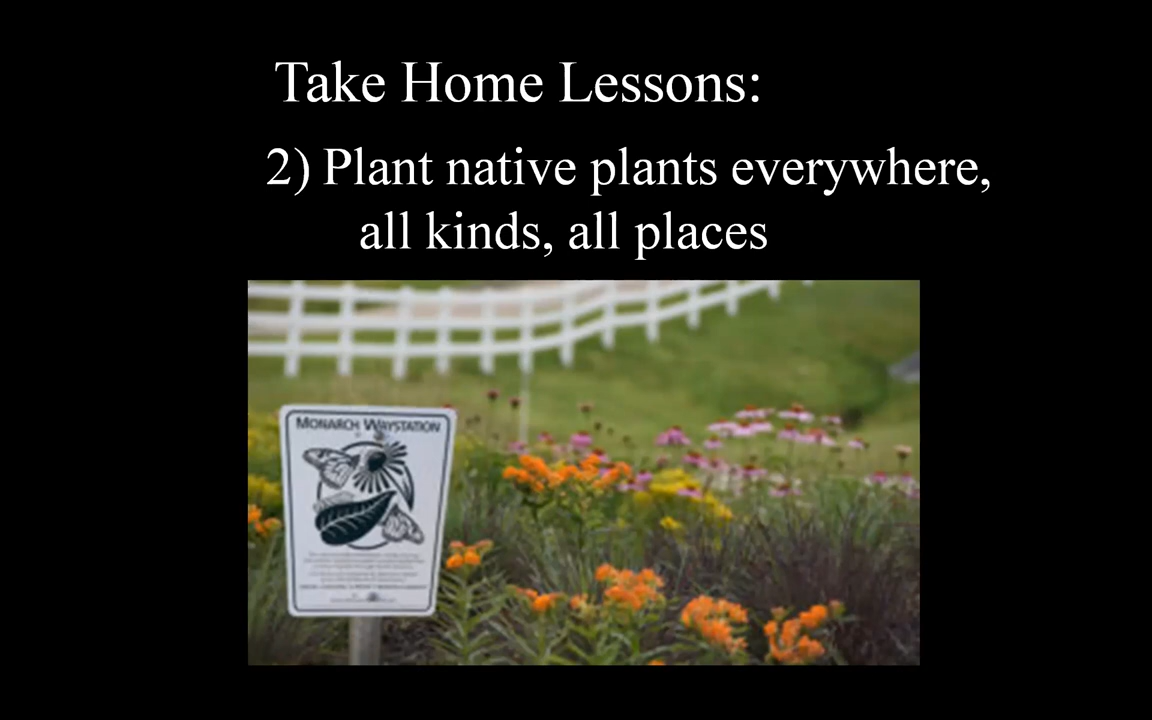 Take Home Lessons:
2) Plant native plants everywhere,
all kinds, all places
MONARCH WAYSTATION